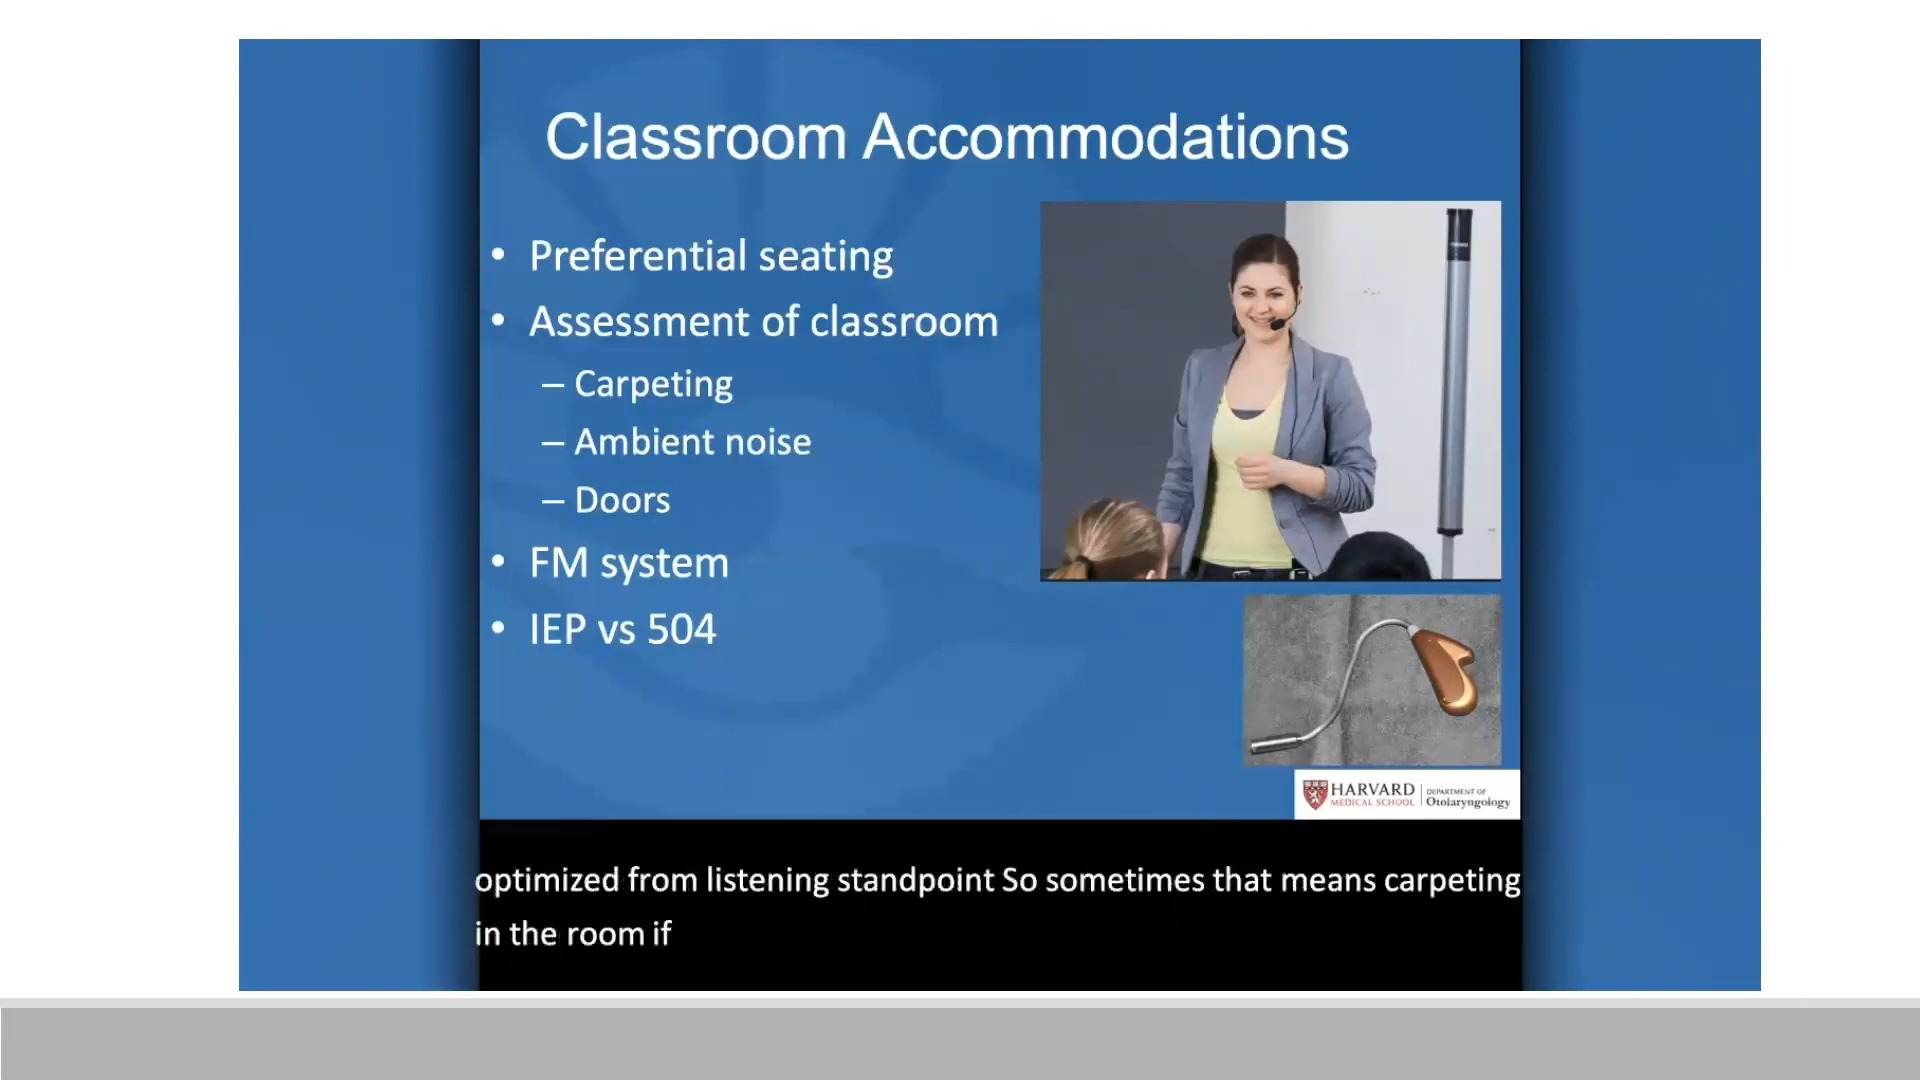 Classroom Accommodations
• Preferential seating
• Assessment of classroom
– Carpeting
– Ambient noise
– Doors
• FM system
• IEP vs 504
HARVARD
MEDICAL SCHOOL
DEPARTMENT OF
Otolaryngology
optimized from listening standpoint So sometimes that means carpeting
in the room if